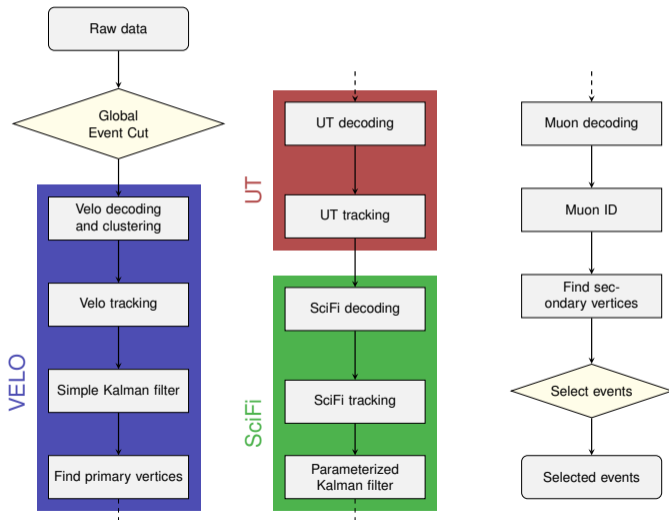 Raw data
Global
Event Cut
VELO
Velo decoding
and clustering
Velo tracking
Simple Kalman filter
Find primary vertices
UT
UT decoding
UT tracking
SciFi
SciFi decoding
SciFi tracking
Parameterized
Kalman filter
Muon decoding
Muon ID
Find sec-
ondary vertices
Select events
Selected events